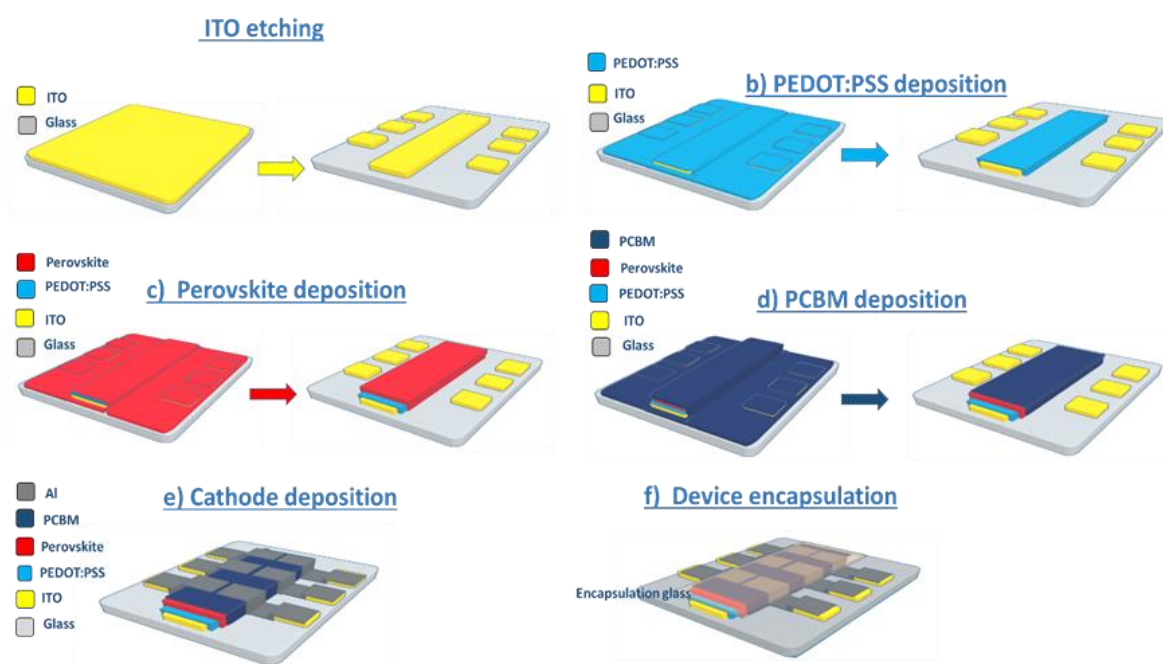 ITO etching
ITO
Glass
PEDOT:PSS
ITO
Glass
b) PEDOT:PSS deposition
Perovskite
PEDOT:PSS
ITO
Glass
c) Perovskite deposition
PCBM
Perovskite
PEDOT:PSS
ITO
Glass
d) PCBM deposition
Al
PCBM
Perovskite
PEDOT:PSS
ITO
Glass
e) Cathode deposition
f) Device encapsulation
Encapsulation glass